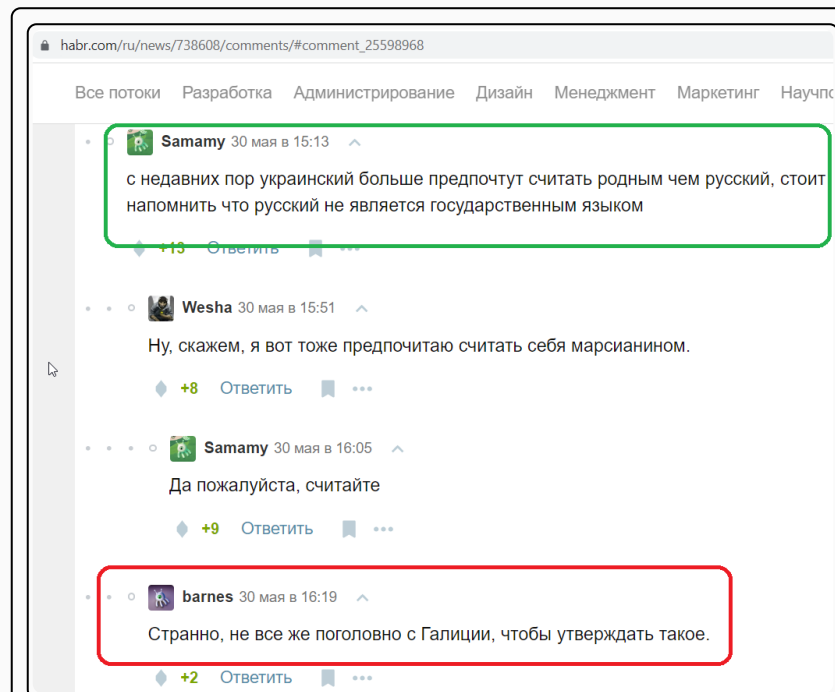 habr.com/ru/news/738608/comments/#comment_25598968
Все потоки Разработка Администрирование Дизайн Менеджмент Маркетинг Научпо
Samamy 30 мая в 15:13
с недавних пор украинский больше предпочтут считать родным чем русский, стоит
напомнить что русский не является государственным языком
+13 Ответить
Wesha 30 мая в 15:51
Ну, скажем, я вот тоже предпочитаю считать себя марсианином.
+8 Ответить
Samamy 30 мая в 16:05
Да пожалуйста, считайте
+9 Ответить
barnes 30 мая в 16:19
Странно, не все же поголовно с Галиции, чтобы утверждать такое.
+2 Ответить